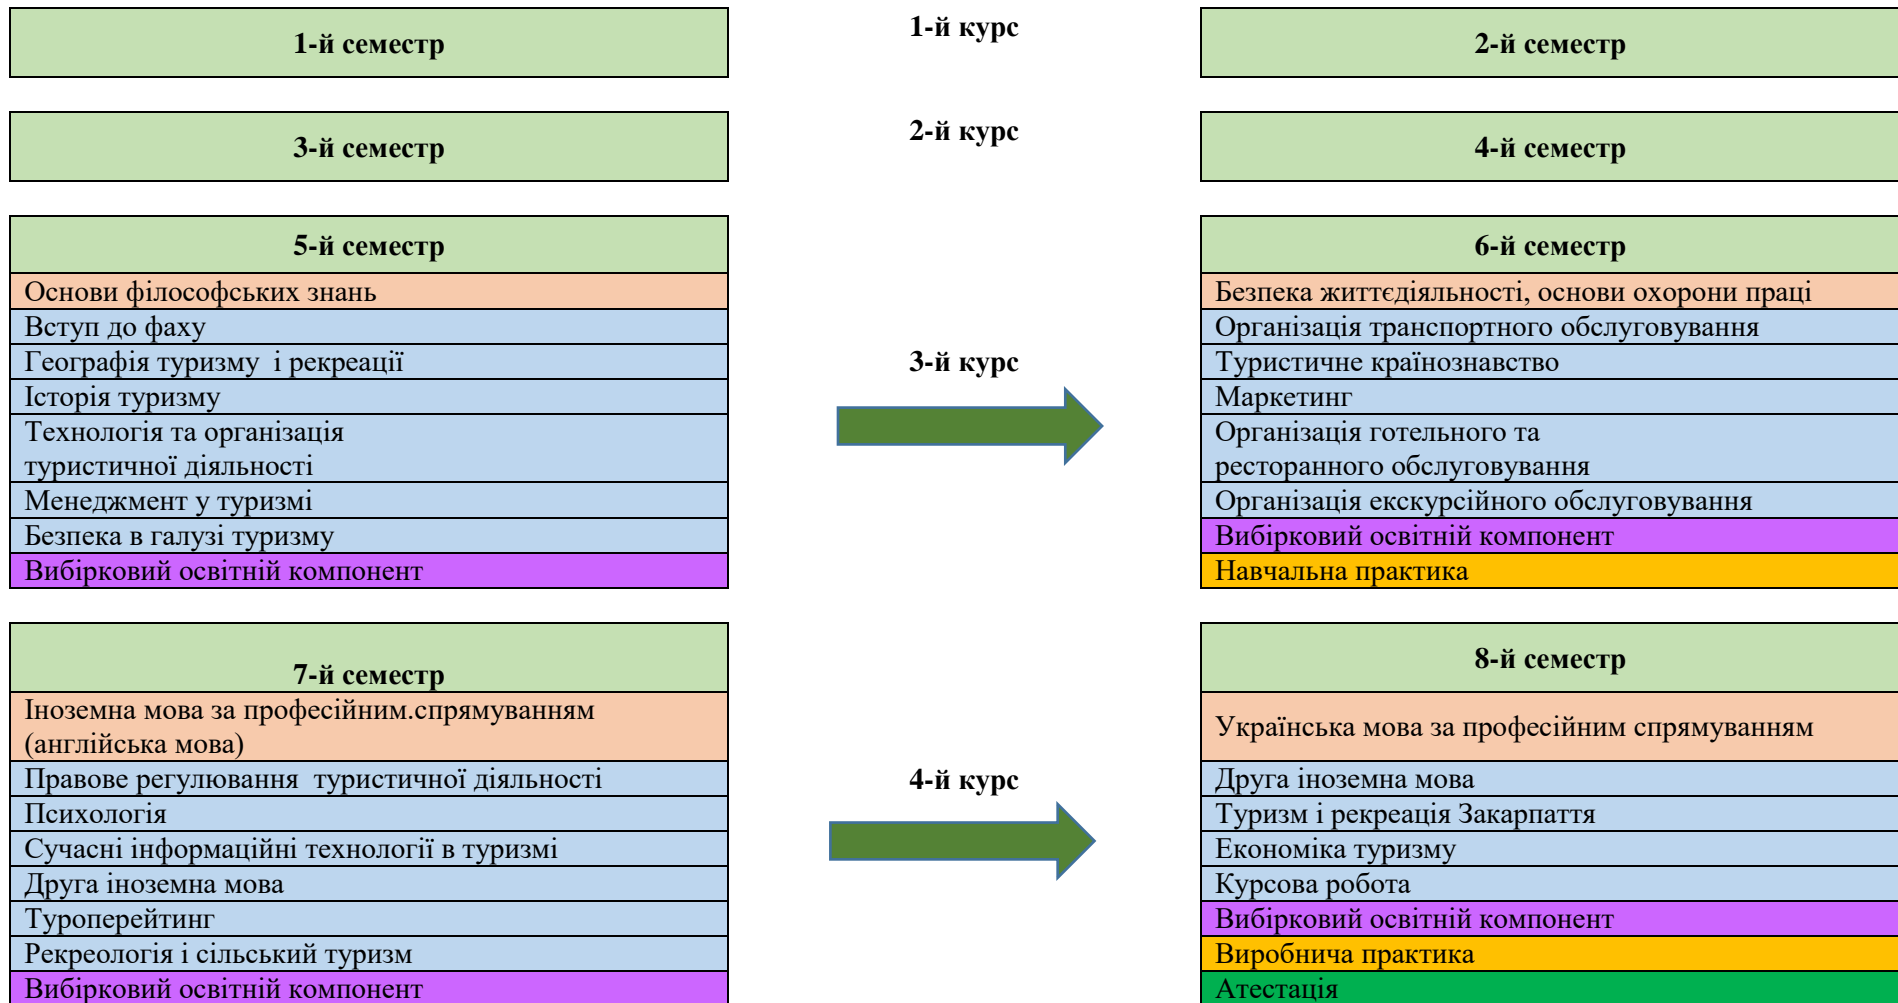 1-й семестр
1-й курс
2-й семестр
3-й семестр
2-й курс
4-й семестр
5-й семестр
Основи філософських знань
Вступ до фаху
Географія туризму  і рекреації
Історія туризму
Технологія та організація
туристичної діяльності
Менеджмент у туризмі
Безпека в галузі туризму
Вибірковий освітній компонент
3-й курс
6-й семестр
Безпека життєдіяльності, основи охорони праці
Організація транспортного обслуговування
Туристичне країнознавство
Маркетинг
Організація готельного та
ресторанного обслуговування
Організація екскурсійного обслуговування
Вибірковий освітній компонент
Навчальна практика
7-й семестр
Іноземна мова за професійним.спрямуванням
(англійська мова)
Правове регулювання  туристичної діяльності
Психологія
Сучасні інформаційні технології в туризмі
Друга іноземна мова
Туроперейтинг
Рекреологія і сільський туризм
Вибірковий освітній компонент
4-й курс
8-й семестр
Українська мова за професійним спрямуванням
Друга іноземна мова
Туризм і рекреація Закарпаття
Економіка туризму
Курсова робота
Вибірковий освітній компонент
Виробнича практика
Атестація